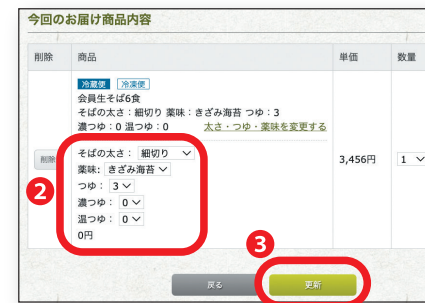 今回のお届け商品内容
削除 商品 単価 数量
冷蔵便 冷凍便
会員生そば6食
そばの太さ：細切り 薬味：きざみ海苔 つゆ：3
濃つゆ：0 温つゆ：0 太さ・つゆ・薬味を変更する
削除 そばの太さ： 細切り 3,456円 1
薬味: きざみ海苔
つゆ： 3
濃つゆ： 0
温つゆ： 0
0円
2
3
戻る 更新